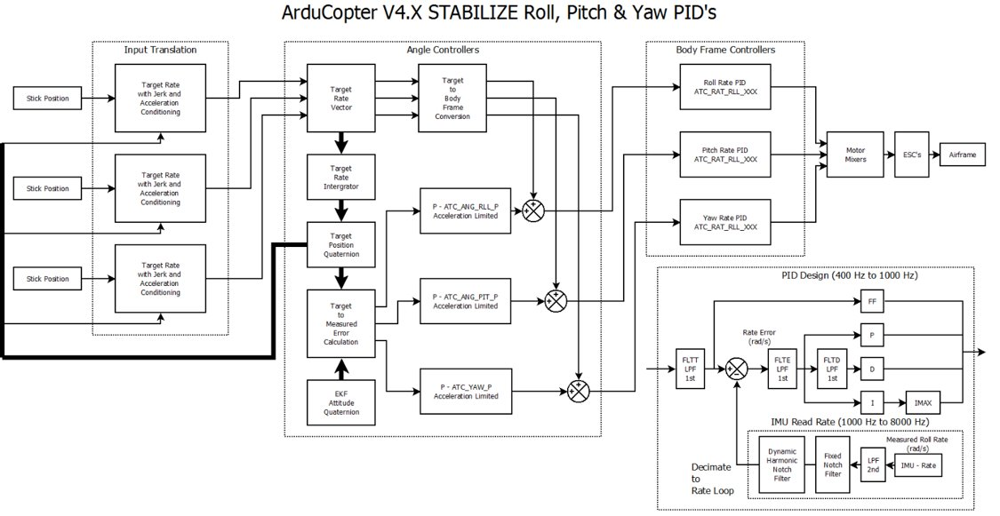 ArduCopter V4.X STABILIZE Roll, Pitch & Yaw PID's
Input Translation
Stick Position
Target Rate
with Jerk and
Acceleration
Conditioning
Stick Position
Target Rate
with Jerk and
Acceleration
Conditioning
Stick Position
Target Rate
with Jerk and
Acceleration
Conditioning
Angle Controllers
Target
Rate
Vector
Target
to
Body
Frame
Conversion
Target
Rate
Intergrator
Target
Position
Quaternion
Target
to
Measured
Error
Calculation
EKF
Attitude
Quaternion
P - ATC_ANG_RLL_P
Acceleration Limited
+
+
P - ATC_ANG_PIT_P
Acceleration Limited
+
+
P - ATC_YAW_P
Acceleration Limited
+
+
Body Frame Controllers
Roll Rate PID
ATC_RAT_RLL_XXX
Pitch Rate PID
ATC_RAT_RLL_XXX
Yaw Rate PID
ATC_RAT_RLL_XXX
Motor
Mixers
ESC's
Airframe
PID Design (400 Hz to 1000 Hz)
FF
Rate Error
(rad/s)
P
FLTT
LPF
1st
+
−
FLTE
LPF
1st
FLTD
LPF
1st
D
I
IMAX
IMU Read Rate (1000 Hz to 8000 Hz)
Measured Roll Rate
(rad/s)
Dynamic
Harmonic
Notch
Filter
Fixed
Notch
Filter
LPF
2nd
IMU - Rate
Decimate
to
Rate Loop